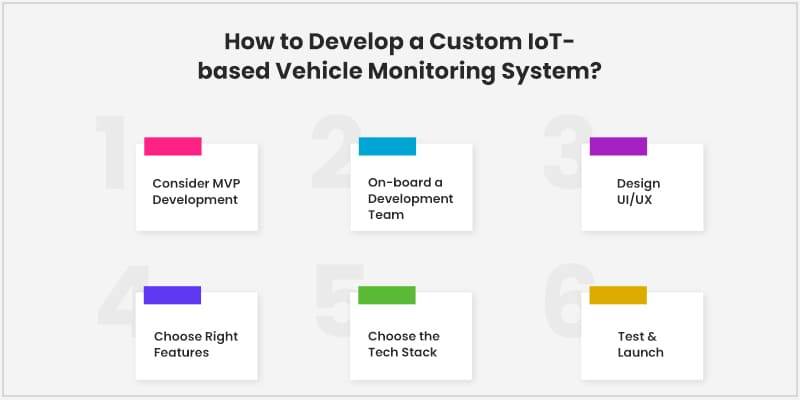 How to Develop a Custom IoT-
based Vehicle Monitoring System?
1
Consider MVP
Development
2
On-board a
Development
Team
3
Design
UI/UX
4
Choose Right
Features
5
Choose the
Tech Stack
6
Test &
Launch